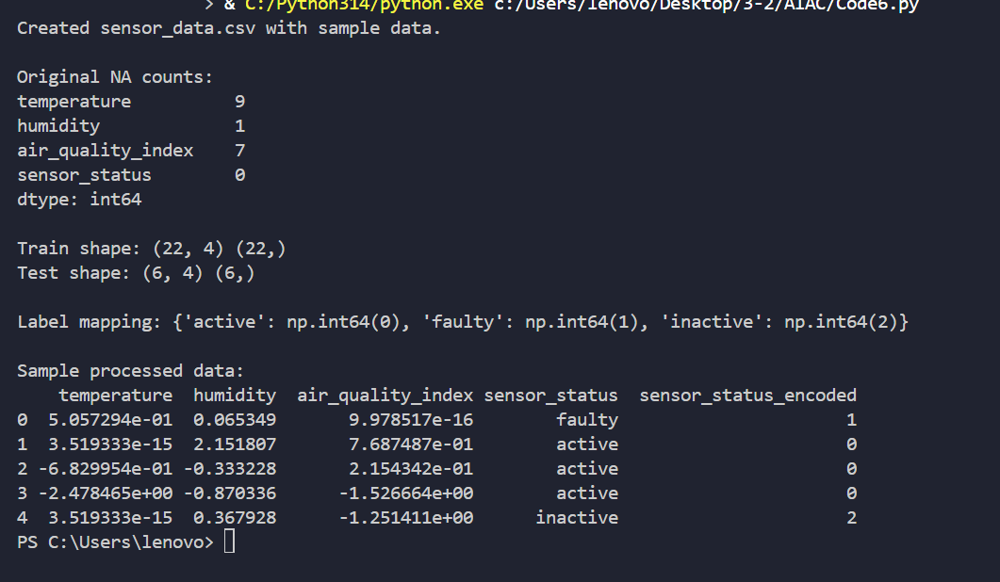 > & C:/Python314/python.exe c:/Users/lenovo/Desktop/3-2/AIAC/Code6.py
Created sensor_data.csv with sample data.
Original NA counts:
temperature          9
humidity             1
air_quality_index    7
sensor_status        0
dtype: int64
Train shape: (22, 4) (22,)
Test shape: (6, 4) (6,)
Label mapping: {'active': np.int64(0), 'faulty': np.int64(1), 'inactive': np.int64(2)}
Sample processed data:
    temperature  humidity  air_quality_index sensor_status  sensor_status_encoded
0  5.057294e-01  0.065349       9.978517e-16        faulty                      1
1  3.519333e-15  2.151807       7.687487e-01        active                      0
2 -6.829954e-01 -0.333228       2.154342e-01        active                      0
3 -2.478465e+00 -0.870336      -1.526664e+00        active                      0
4  3.519333e-15  0.367928      -1.251411e+00      inactive                      2
PS C:\Users\lenovo>